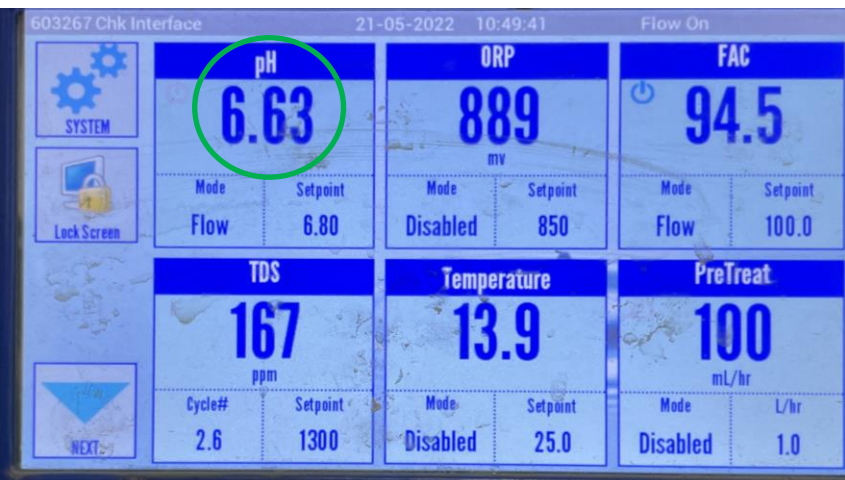 603267 Chk Interface 21-05-2022 10:49:41 Flow On
SYSTEM
Lock Screen
NEXT
pH
6.63
Mode Setpoint
Flow 6.80
ORP
889
mv
Mode Setpoint
Disabled 850
FAC
94.5
Mode Setpoint
Flow 100.0
TDS
167
ppm
Cycle# Setpoint
2.6 1300
Temperature
13.9
Mode Setpoint
Disabled 25.0
PreTreat
100
mL/hr
Mode L/hr
Disabled 1.0